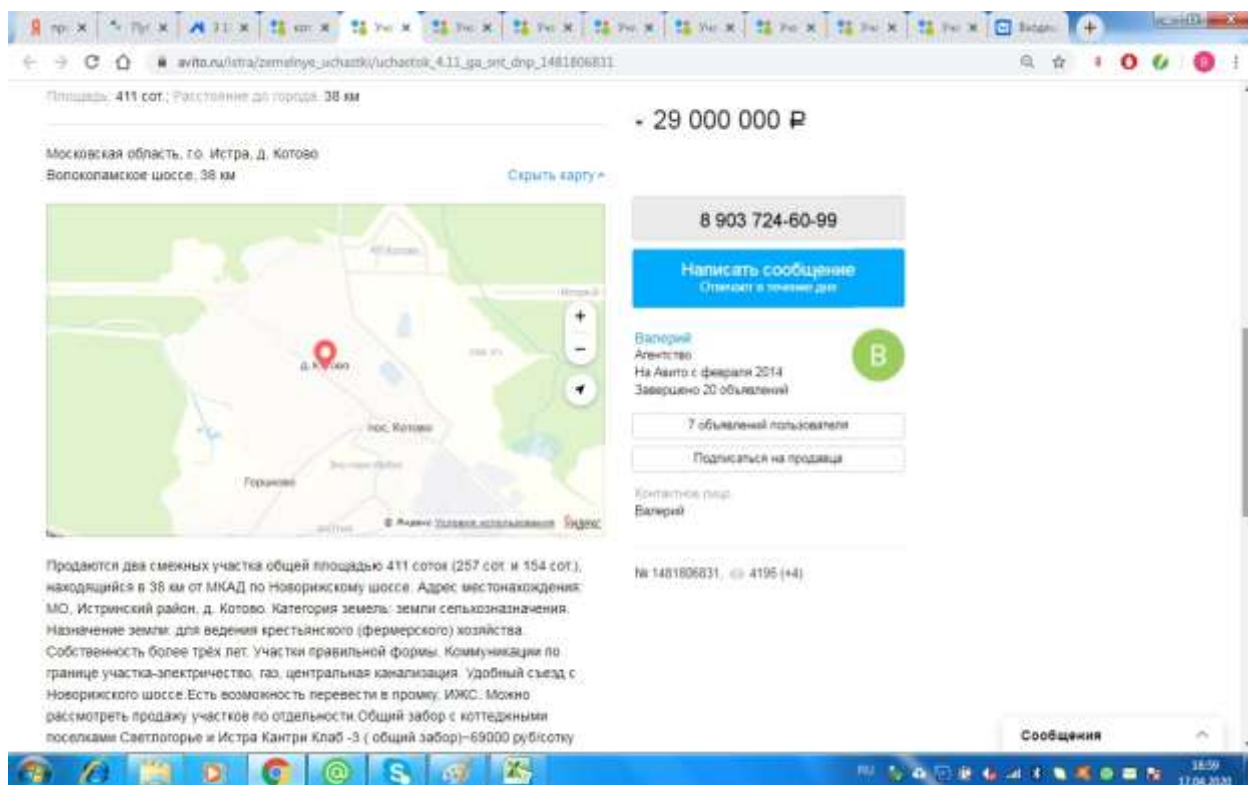 avito.ru/istra/zemelnye_uchastki/uchastok_4.11_ga_snt_dnp_1481806831
Площадь: 411 сот.; Расстояние до города: 38 км
- 29 000 000 ₽
Московская область, г.о. Истра, д. Котово
Волоколамское шоссе, 38 км
Скрыть карту
8 903 724-60-99
Написать сообщение
Отвечает в течение дня
д. Котово
пос. Котово
Горшково
© Яндекс Условия использования Яндекс
Валерий
В
Агентство
На Авито с февраля 2014
Завершено 20 объявлений
7 объявлений пользователя
Подписаться на продавца
Контактное лицо
Валерий
№ 1481806831, 4196 (+4)
Продаются два смежных участка общей площадью 411 соток (257 сот. и 154 сот.),
находящийся в 38 км от МКАД по Новорижскому шоссе. Адрес местонахождения:
МО, Истринский район, д. Котово. Категория земель: земли сельхозназначения.
Назначение земли: для ведения крестьянского (фермерского) хозяйства.
Собственность более трёх лет. Участки правильной формы. Коммуникации по
границе участка-электричество, газ, центральная канализация. Удобный съезд с
Новорижского шоссе.Есть возможность перевести в промку, ИЖС. Можно
рассмотреть продажу участков по отдельности.Общий забор с коттеджными
поселками Светлогорье и Истра Кантри Клаб -3 ( общий забор)~69000 руб/сотку
Сообщения
RU
18:59
17.04.2020